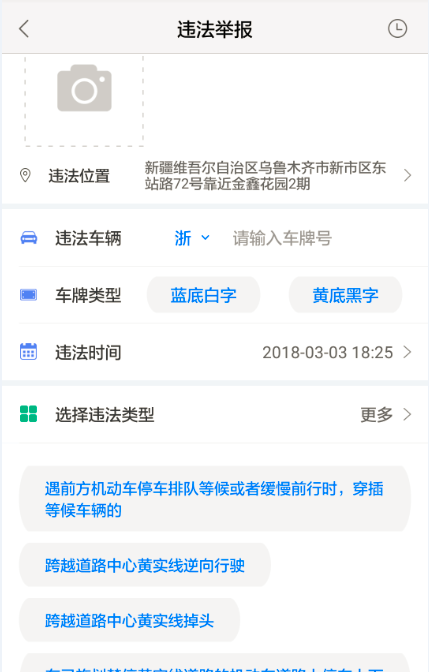 违法举报
违法位置
新疆维吾尔自治区乌鲁木齐市新市区东
站路72号靠近金鑫花园2期
违法车辆
浙
请输入车牌号
车牌类型
蓝底白字
黄底黑字
违法时间
2018-03-03 18:25
选择违法类型
更多
遇前方机动车停车排队等候或者缓慢前行时，穿插
等候车辆的
跨越道路中心黄实线逆向行驶
跨越道路中心黄实线掉头